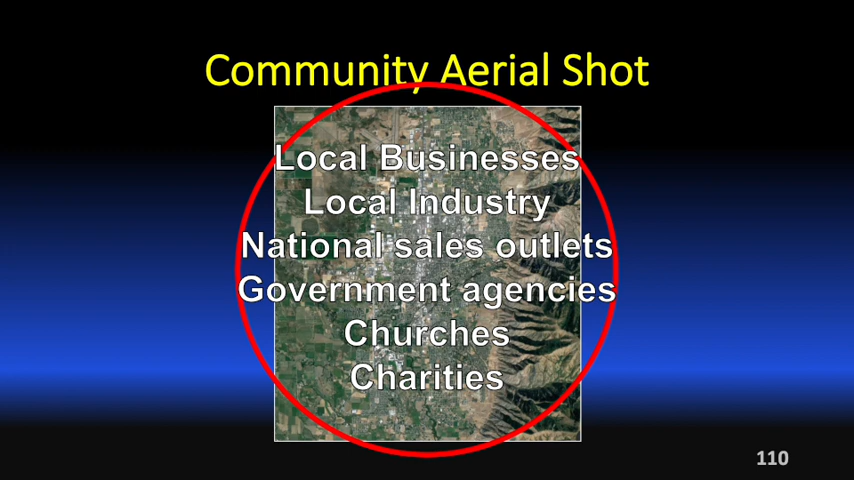 Community Aerial Shot
Local Businesses
Local Industry
National sales outlets
Government agencies
Churches
Charities
110